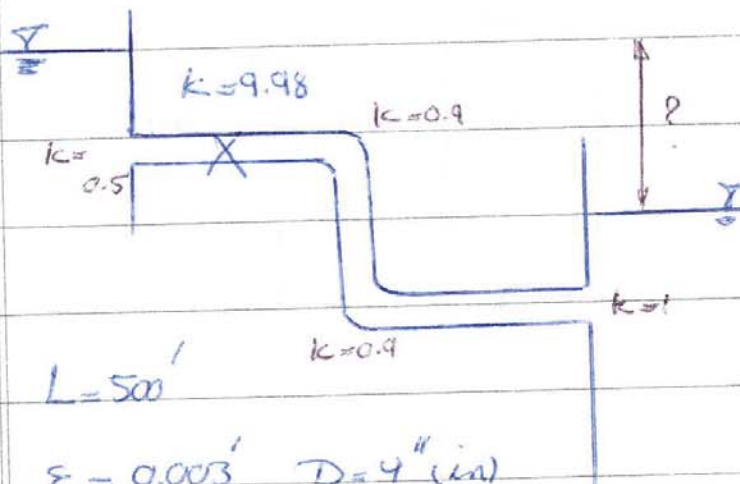 k=9.98
k=0.9
k=
0.5
?
k=1
k=0.9
L=500'
ε = 0.003' D=4" (in)